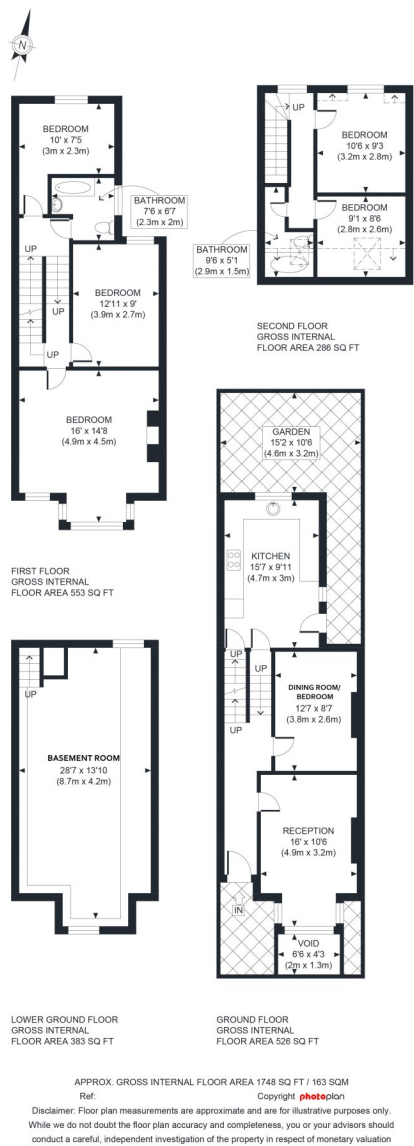 N
BEDROOM
10' x 7'5
(3m x 2.3m)
BATHROOM
7'6 x 6'7
(2.3m x 2m)
UP
BEDROOM
12'11 x 9'
(3.9m x 2.7m)
UP
UP
BEDROOM
16' x 14'8
(4.9m x 4.5m)
FIRST FLOOR
GROSS INTERNAL
FLOOR AREA 553 SQ FT
UP
BEDROOM
10'6 x 9'3
(3.2m x 2.8m)
BEDROOM
9'1 x 8'6
(2.8m x 2.6m)
BATHROOM
9'6 x 5'1
(2.9m x 1.5m)
SECOND FLOOR
GROSS INTERNAL
FLOOR AREA 286 SQ FT
GARDEN
15'2 x 10'6
(4.6m x 3.2m)
KITCHEN
15'7 x 9'11
(4.7m x 3m)
UP
UP
UP
DINING ROOM/
BEDROOM
12'7 x 8'7
(3.8m x 2.6m)
RECEPTION
16' x 10'6
(4.9m x 3.2m)
IN
VOID
6'6 x 4'3
(2m x 1.3m)
GROUND FLOOR
GROSS INTERNAL
FLOOR AREA 526 SQ FT
UP
BASEMENT ROOM
28'7 x 13'10
(8.7m x 4.2m)
LOWER GROUND FLOOR
GROSS INTERNAL
FLOOR AREA 383 SQ FT
APPROX. GROSS INTERNAL FLOOR AREA 1748 SQ FT / 163 SQM
Ref: Copyright photoplan
Disclaimer: Floor plan measurements are approximate and are for illustrative purposes only.
While we do not doubt the floor plan accuracy and completeness, you or your advisors should
conduct a careful, independent investigation of the property in respect of monetary valuation